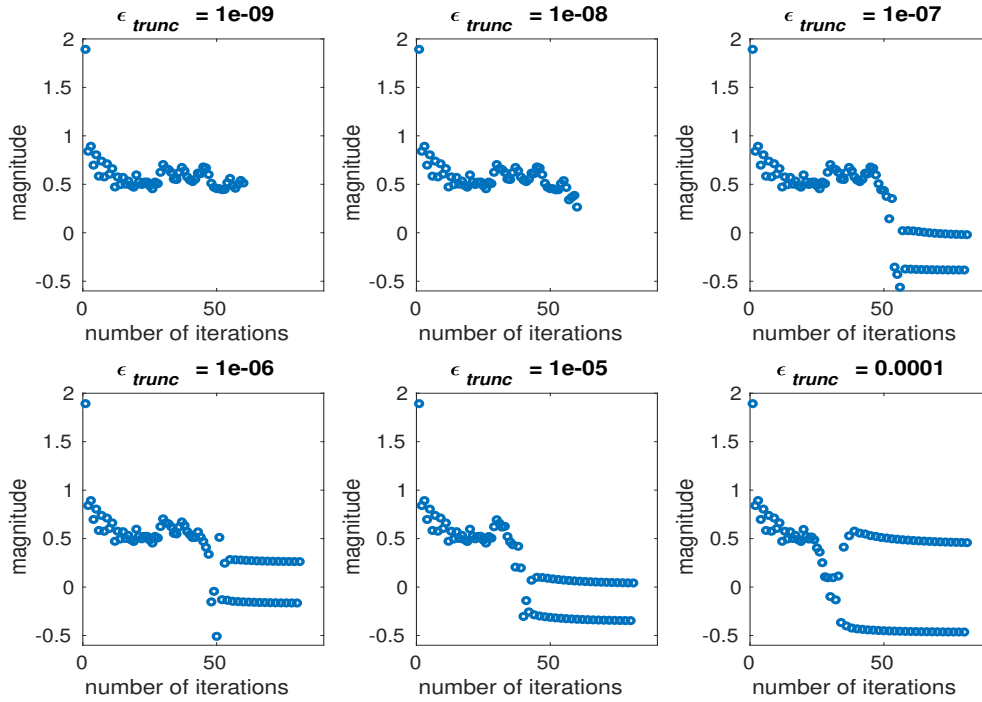 ϵ trunc = 1e-09
ϵ trunc = 1e-08
ϵ trunc = 1e-07
2
1.5
1
0.5
0
-0.5
magnitude
0
50
number of iterations
2
1.5
1
0.5
0
-0.5
magnitude
0
50
number of iterations
2
1.5
1
0.5
0
-0.5
magnitude
0
50
number of iterations
ϵ trunc = 1e-06
ϵ trunc = 1e-05
ϵ trunc = 0.0001
2
1.5
1
0.5
0
-0.5
magnitude
0
50
number of iterations
2
1.5
1
0.5
0
-0.5
magnitude
0
50
number of iterations
2
1.5
1
0.5
0
-0.5
magnitude
0
50
number of iterations